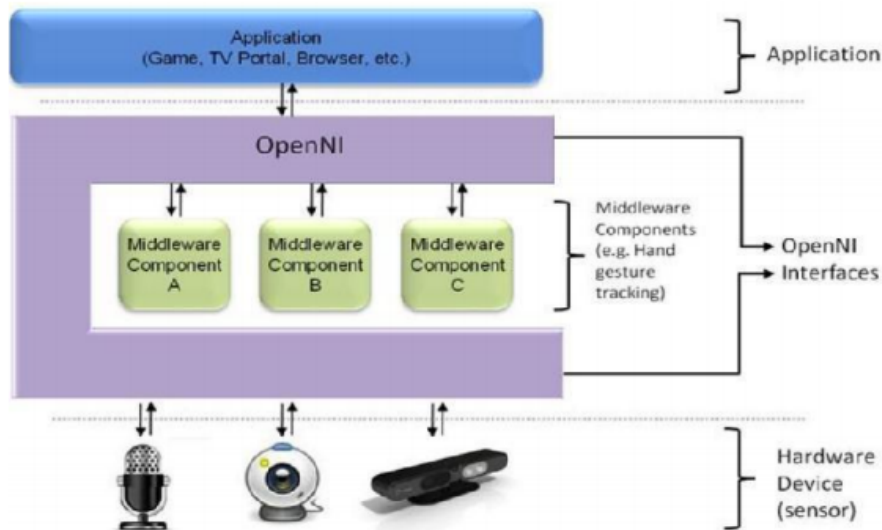 Application
(Game, TV Portal, Browser, etc.)
Application
OpenNI
Middleware
Component
A
Middleware
Component
B
Middleware
Component
C
Middleware
Components
(e.g. Hand
gesture
tracking)
OpenNI
Interfaces
Hardware
Device
(sensor)